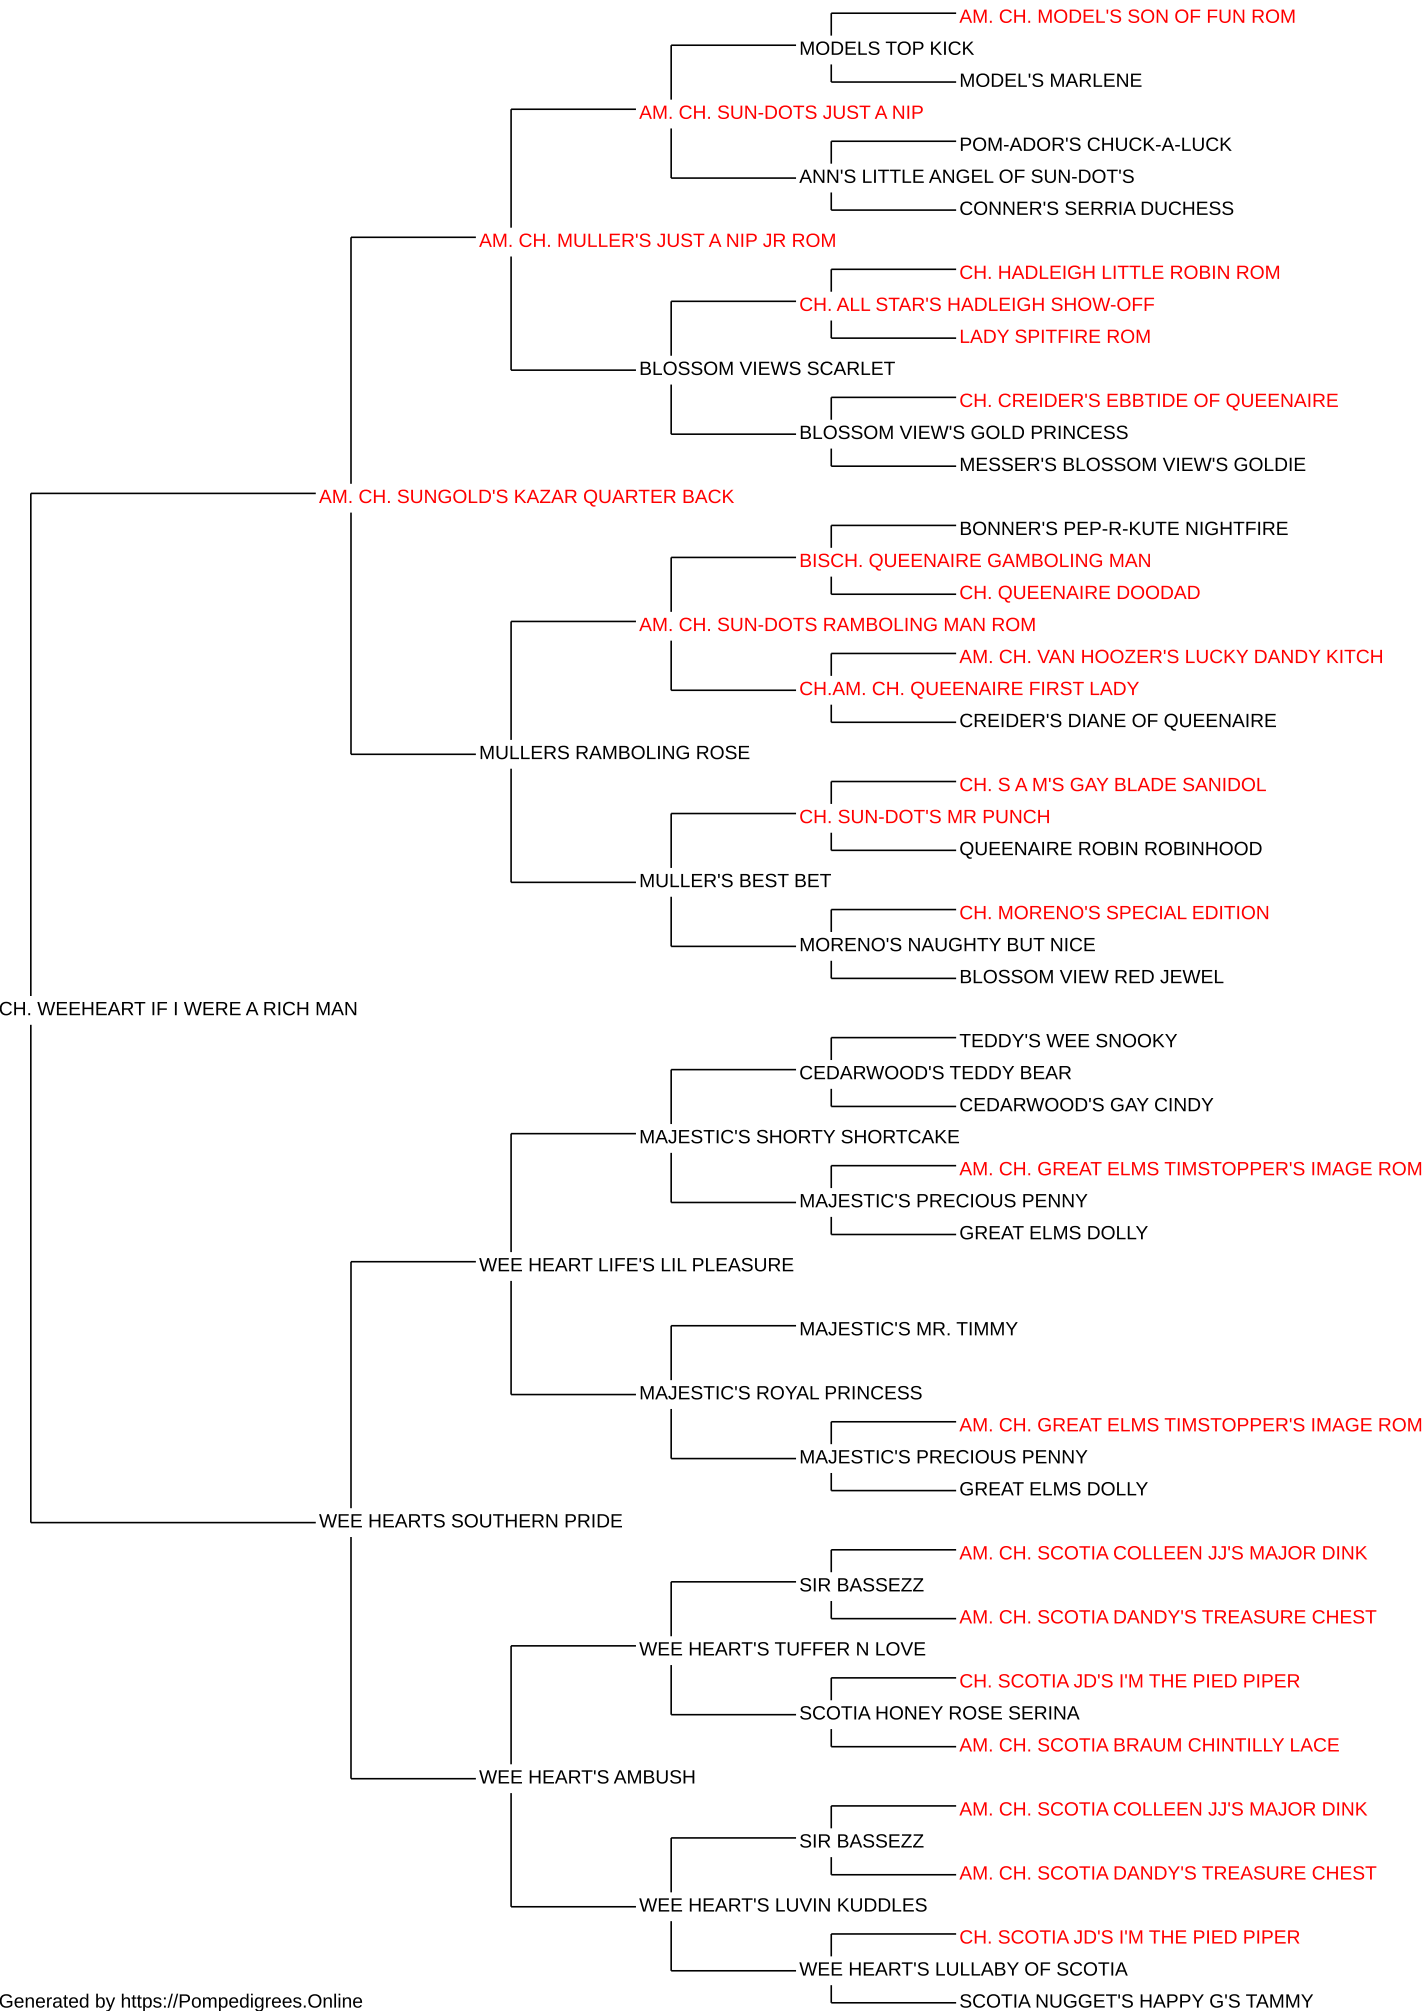 AM. CH. MODEL'S SON OF FUN ROM
MODELS TOP KICK
MODEL'S MARLENE
AM. CH. SUN-DOTS JUST A NIP
POM-ADOR'S CHUCK-A-LUCK
ANN'S LITTLE ANGEL OF SUN-DOT'S
CONNER'S SERRIA DUCHESS
AM. CH. MULLER'S JUST A NIP JR ROM
CH. HADLEIGH LITTLE ROBIN ROM
CH. ALL STAR'S HADLEIGH SHOW-OFF
LADY SPITFIRE ROM
BLOSSOM VIEWS SCARLET
CH. CREIDER'S EBBTIDE OF QUEENAIRE
BLOSSOM VIEW'S GOLD PRINCESS
MESSER'S BLOSSOM VIEW'S GOLDIE
AM. CH. SUNGOLD'S KAZAR QUARTER BACK
BONNER'S PEP-R-KUTE NIGHTFIRE
BISCH. QUEENAIRE GAMBOLING MAN
CH. QUEENAIRE DOODAD
AM. CH. SUN-DOTS RAMBOLING MAN ROM
AM. CH. VAN HOOZER'S LUCKY DANDY KITCH
CH.AM. CH. QUEENAIRE FIRST LADY
CREIDER'S DIANE OF QUEENAIRE
MULLERS RAMBOLING ROSE
CH. S A M'S GAY BLADE SANIDOL
CH. SUN-DOT'S MR PUNCH
QUEENAIRE ROBIN ROBINHOOD
MULLER'S BEST BET
CH. MORENO'S SPECIAL EDITION
MORENO'S NAUGHTY BUT NICE
BLOSSOM VIEW RED JEWEL
CH. WEEHEART IF I WERE A RICH MAN
TEDDY'S WEE SNOOKY
CEDARWOOD'S TEDDY BEAR
CEDARWOOD'S GAY CINDY
MAJESTIC'S SHORTY SHORTCAKE
AM. CH. GREAT ELMS TIMSTOPPER'S IMAGE ROM
MAJESTIC'S PRECIOUS PENNY
GREAT ELMS DOLLY
WEE HEART LIFE'S LIL PLEASURE
MAJESTIC'S MR. TIMMY
MAJESTIC'S ROYAL PRINCESS
AM. CH. GREAT ELMS TIMSTOPPER'S IMAGE ROM
MAJESTIC'S PRECIOUS PENNY
GREAT ELMS DOLLY
WEE HEARTS SOUTHERN PRIDE
AM. CH. SCOTIA COLLEEN JJ'S MAJOR DINK
SIR BASSEZZ
AM. CH. SCOTIA DANDY'S TREASURE CHEST
WEE HEART'S TUFFER N LOVE
CH. SCOTIA JD'S I'M THE PIED PIPER
SCOTIA HONEY ROSE SERINA
AM. CH. SCOTIA BRAUM CHINTILLY LACE
WEE HEART'S AMBUSH
AM. CH. SCOTIA COLLEEN JJ'S MAJOR DINK
SIR BASSEZZ
AM. CH. SCOTIA DANDY'S TREASURE CHEST
WEE HEART'S LUVIN KUDDLES
CH. SCOTIA JD'S I'M THE PIED PIPER
WEE HEART'S LULLABY OF SCOTIA
SCOTIA NUGGET'S HAPPY G'S TAMMY
Generated by https://Pompedigrees.Online